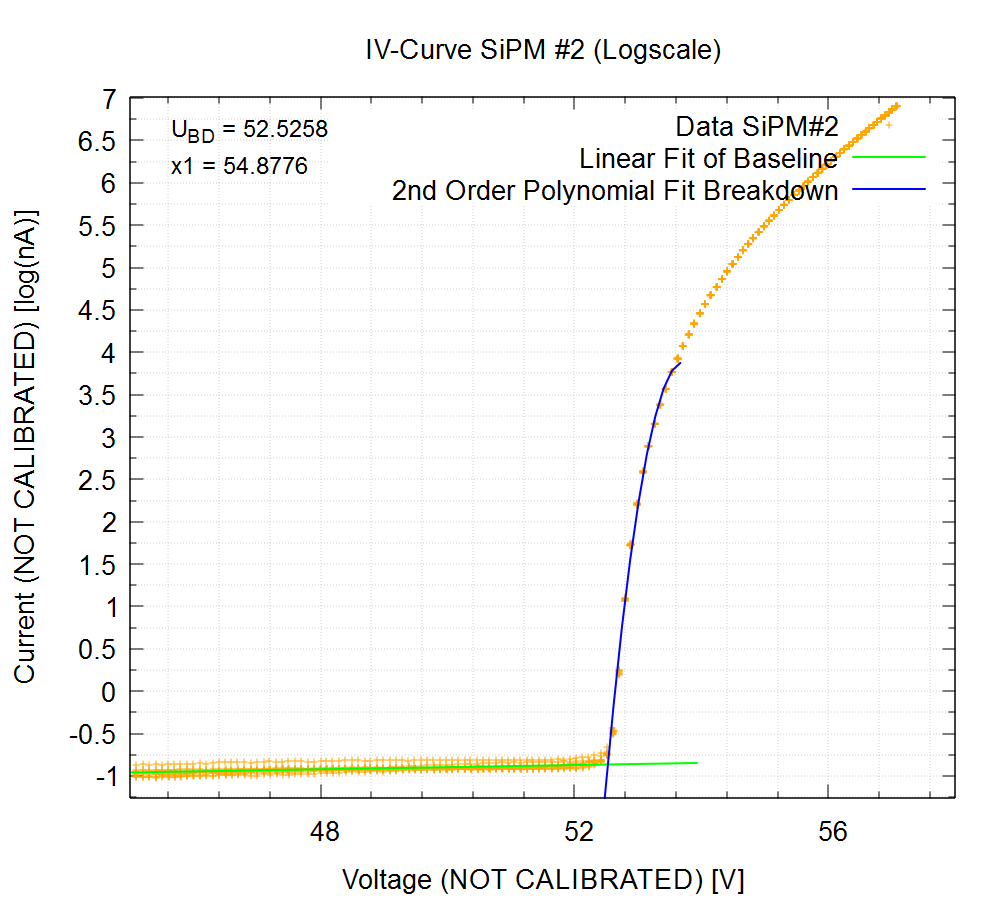 IV-Curve SiPM #2 (Logscale)
U_BD = 52.5258
x1 = 54.8776
Data SiPM#2
Linear Fit of Baseline
2nd Order Polynomial Fit Breakdown
7
6.5
6
5.5
5
4.5
4
3.5
3
2.5
2
1.5
1
0.5
0
-0.5
-1
Current (NOT CALIBRATED) [log(nA)]
48
52
56
Voltage (NOT CALIBRATED) [V]